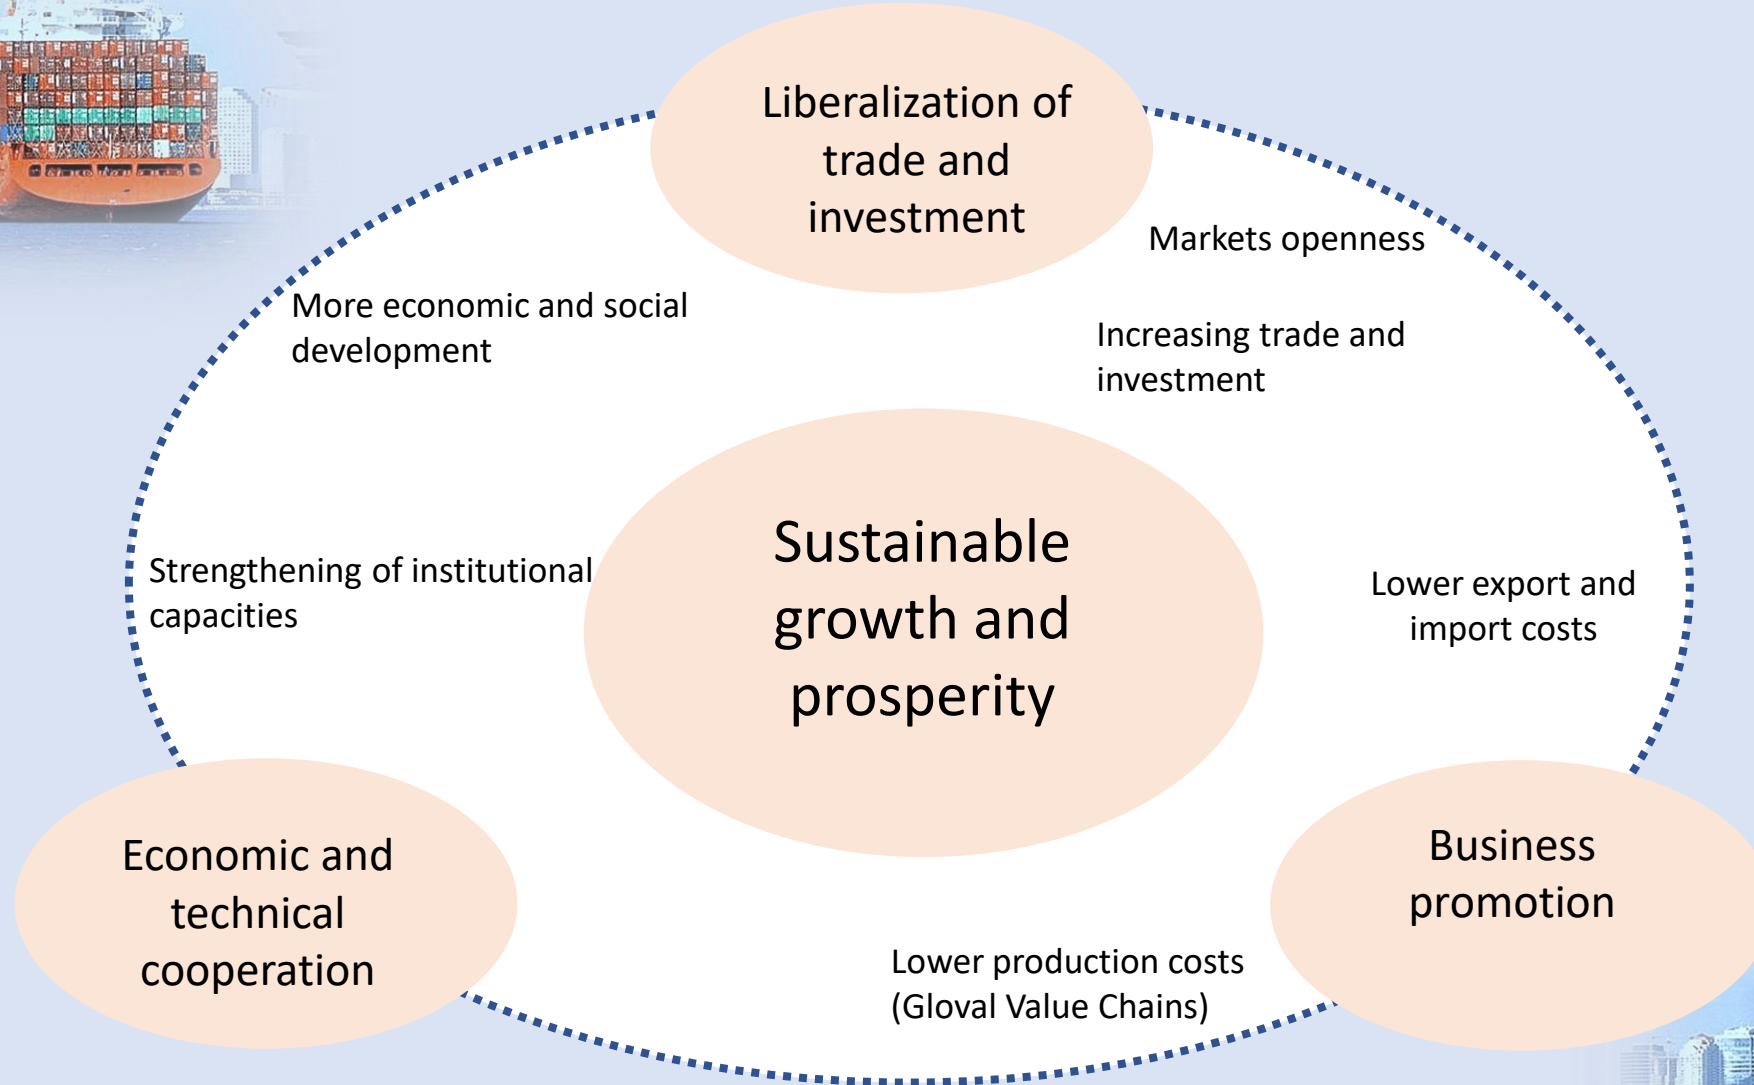 Liberalization of
trade and
investment
Markets openness
More economic and social
development
Increasing trade and
investment
Sustainable
growth and
prosperity
Strengthening of institutional
capacities
Lower export and
import costs
Economic and
technical
cooperation
Business
promotion
Lower production costs
(Gloval Value Chains)